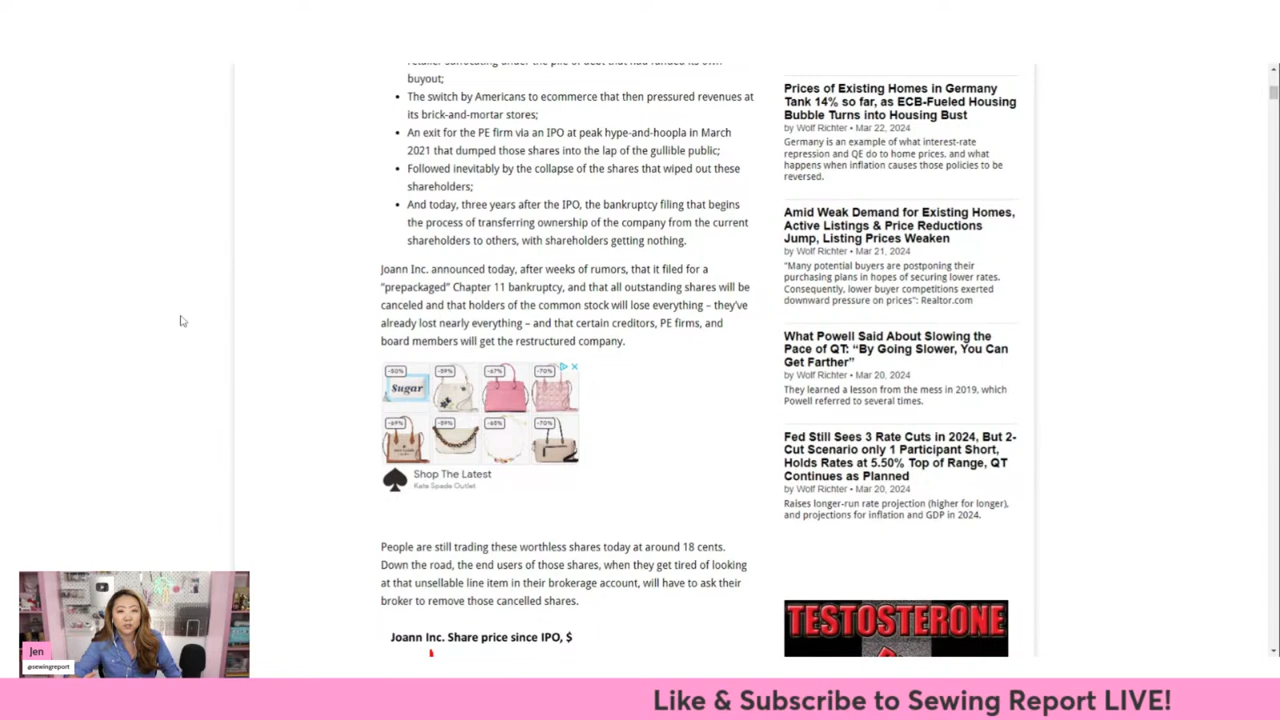 buyout;
• The switch by Americans to ecommerce that then pressured revenues at
its brick-and-mortar stores;
• An exit for the PE firm via an IPO at peak hype-and-hoopla in March
2021 that dumped those shares into the lap of the gullible public;
• Followed inevitably by the collapse of the shares that wiped out these
shareholders;
• And today, three years after the IPO, the bankruptcy filing that begins
the process of transferring ownership of the company from the current
shareholders to others, with shareholders getting nothing.
Joann Inc. announced today, after weeks of rumors, that it filed for a
“prepackaged” Chapter 11 bankruptcy, and that all outstanding shares will be
canceled and that holders of the common stock will lose everything – they’ve
already lost nearly everything – and that certain creditors, PE firms, and
board members will get the restructured company.
-50%
-59%
-67%
-70%
Sugar
-69%
-59%
-65%
-70%
Shop The Latest
Kate Spade Outlet
People are still trading these worthless shares today at around 18 cents.
Down the road, the end users of those shares, when they get tired of looking
at that unsellable line item in their brokerage account, will have to ask their
broker to remove those cancelled shares.
Joann Inc. Share price since IPO, $
Prices of Existing Homes in Germany
Tank 14% so far, as ECB-Fueled Housing
Bubble Turns into Housing Bust
by Wolf Richter • Mar 22, 2024
Germany is an example of what interest-rate
repression and QE do to home prices, and what
happens when inflation causes those policies to be
reversed.
Amid Weak Demand for Existing Homes,
Active Listings & Price Reductions
Jump, Listing Prices Weaken
by Wolf Richter • Mar 21, 2024
“Many potential buyers are postponing their
purchasing plans in hopes of securing lower rates.
Consequently, lower buyer competitions exerted
downward pressure on prices”: Realtor.com
What Powell Said About Slowing the
Pace of QT: “By Going Slower, You Can
Get Farther”
by Wolf Richter • Mar 20, 2024
They learned a lesson from the mess in 2019, which
Powell referred to several times.
Fed Still Sees 3 Rate Cuts in 2024, But 2-
Cut Scenario only 1 Participant Short,
Holds Rates at 5.50% Top of Range, QT
Continues as Planned
by Wolf Richter • Mar 20, 2024
Raises longer-run rate projection (higher for longer),
and projections for inflation and GDP in 2024.
TESTOSTERONE
Jen
@sewingreport
Like & Subscribe to Sewing Report LIVE!